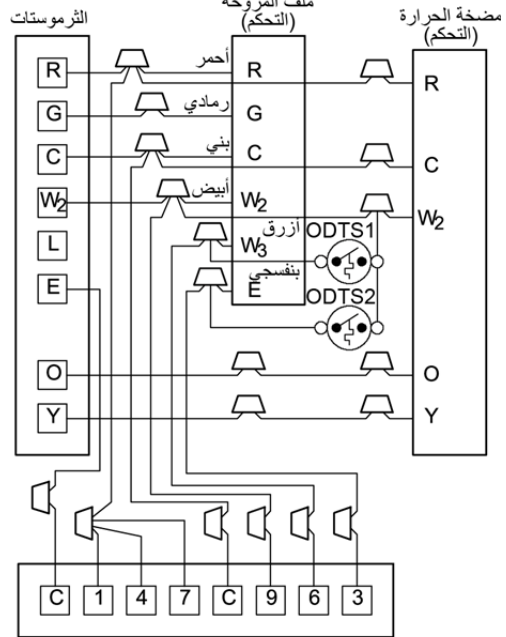 الثرموستات
ملف المروحة
(التحكم)
مضخة الحرارة
(التحكم)
R
أحمر
R
R
G
رمادي
G
C
بني
C
C
W2
أبيض
W2
W2
L
أزرق
W3
ODTS1
E
بنفسجي
E
ODTS2
O
O
Y
Y
C 1 4 7 C 9 6 3